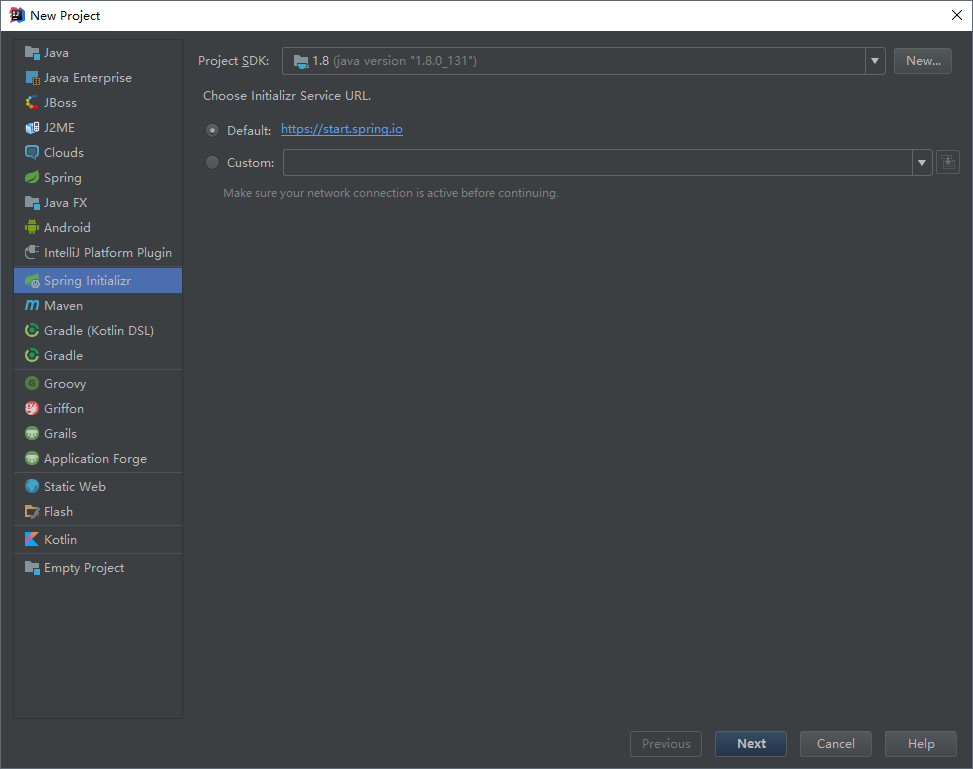 New Project
Java
Java Enterprise
JBoss
J2ME
Clouds
Spring
Java FX
Android
IntelliJ Platform Plugin
Spring Initializr
Maven
Gradle (Kotlin DSL)
Gradle
Groovy
Griffon
Grails
Application Forge
Static Web
Flash
Kotlin
Empty Project
Project SDK: 1.8 (java version "1.8.0_131") New...
Choose Initializr Service URL.
Default: https://start.spring.io
Custom:
Make sure your network connection is active before continuing.
Previous Next Cancel Help